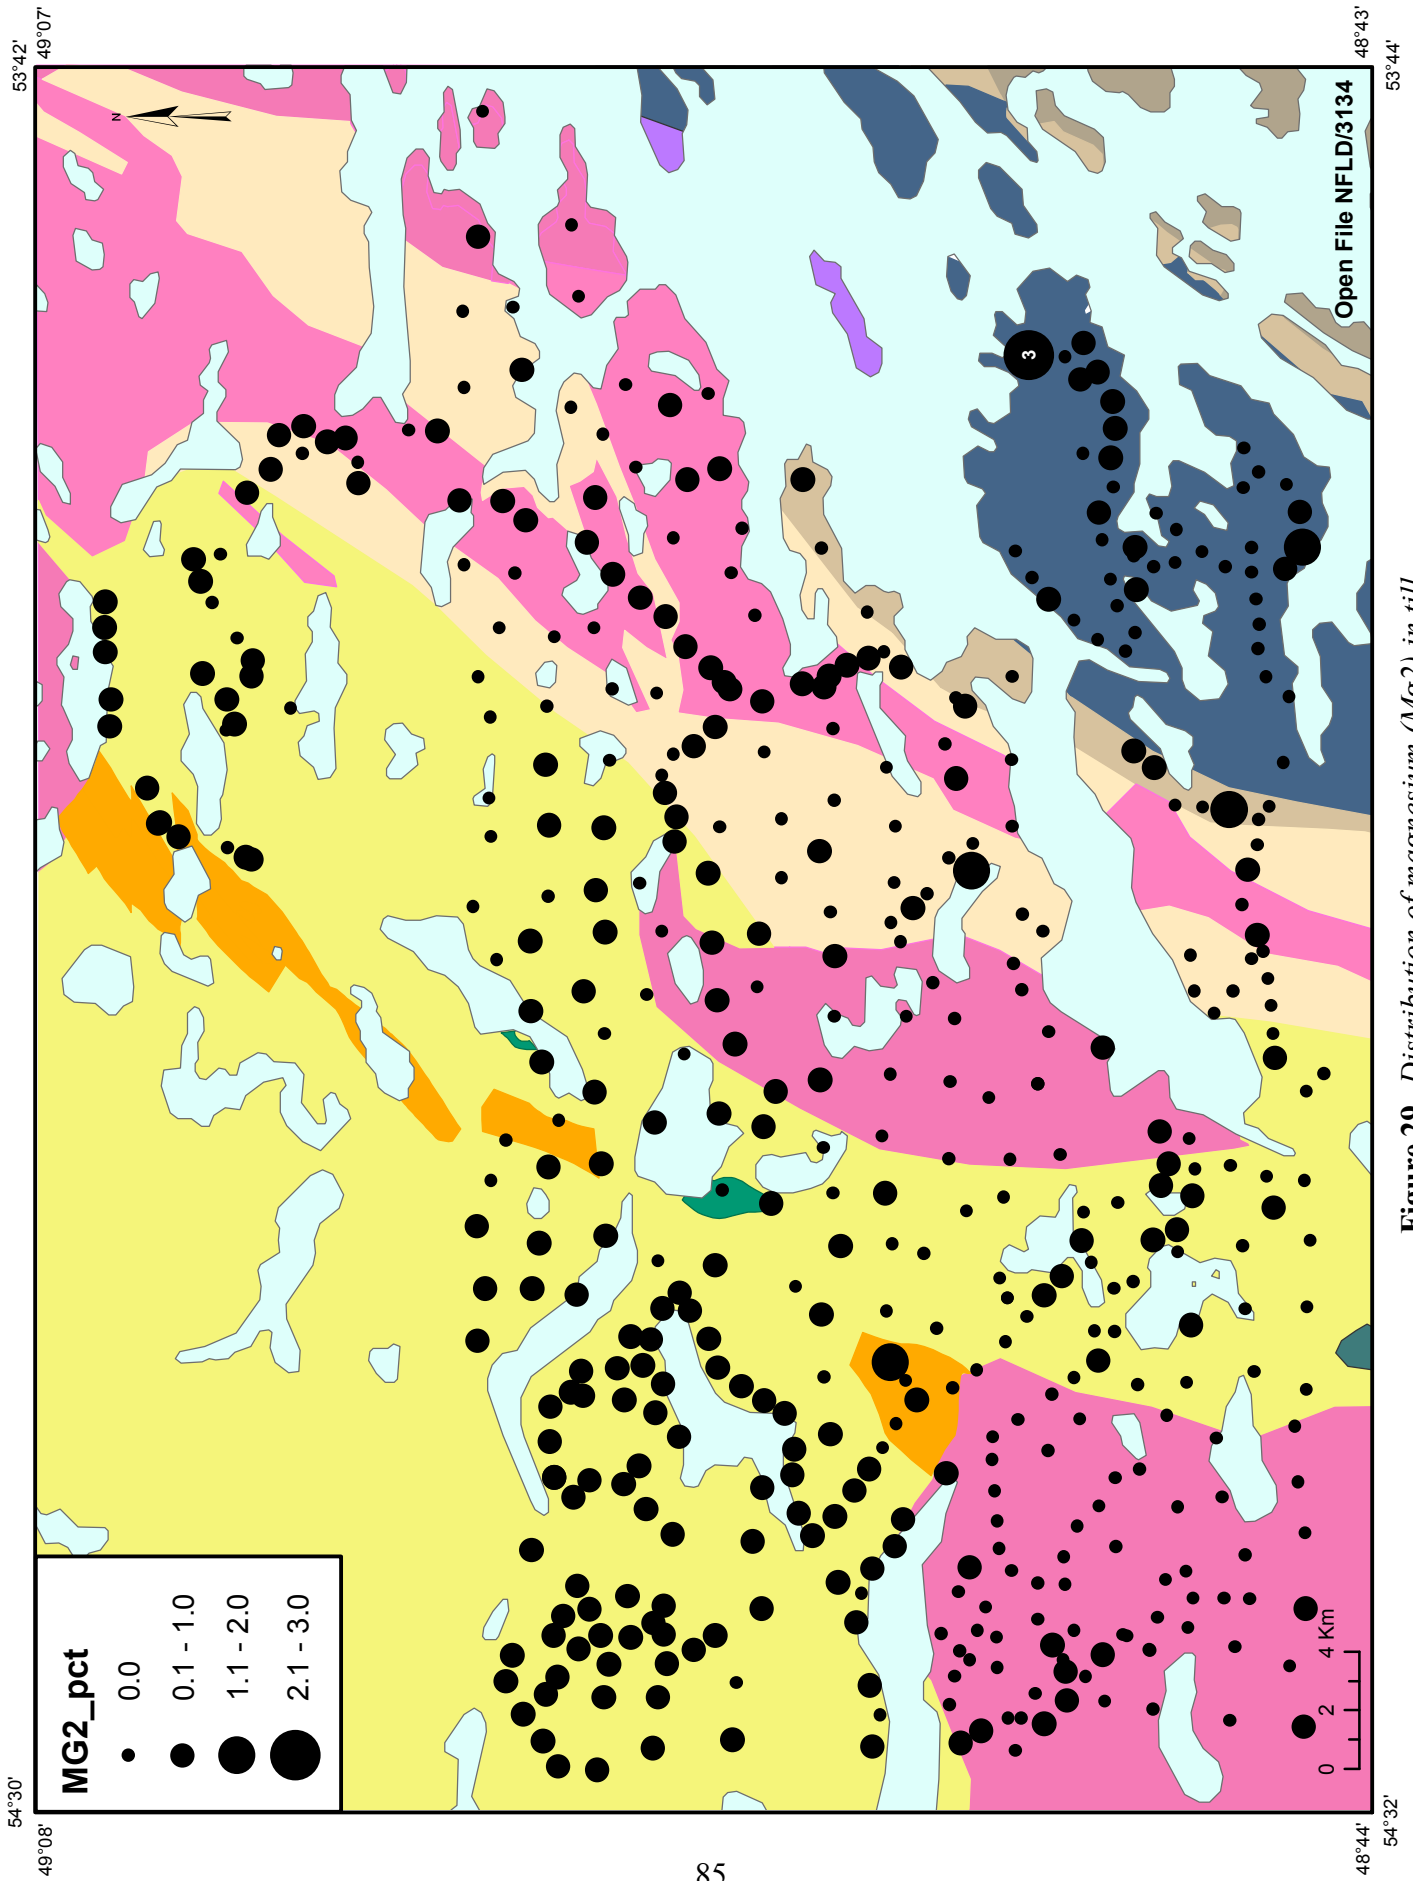 53°42'
49°07'
N
Open File NFLD/3134
48°43'
53°44'
3
MG2_pct
0.0
0.1 - 1.0
1.1 - 2.0
2.1 - 3.0
0 2 4 Km
54°30'
49°08'
48°44'
54°32'
Figure 29. Distribution of magnesium (Mg2) in till
85